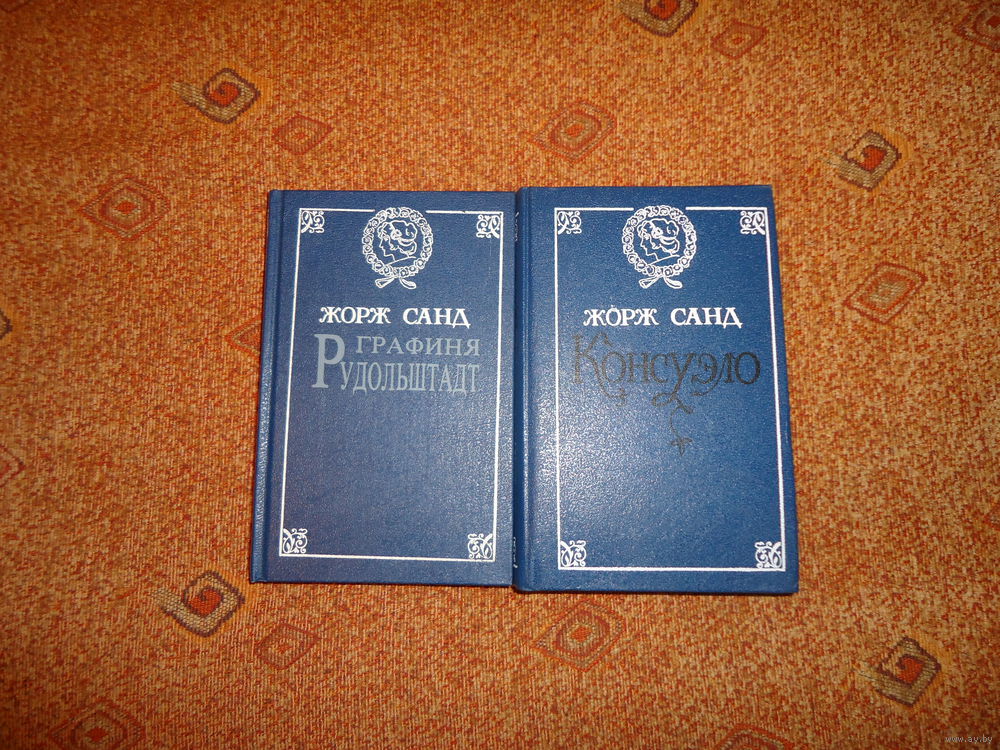 ЖОРЖ САНД
ГРАФИНЯ
РУДОЛЬШТАДТ
ЖОРЖ САНД
Консуэло
www.ay.by